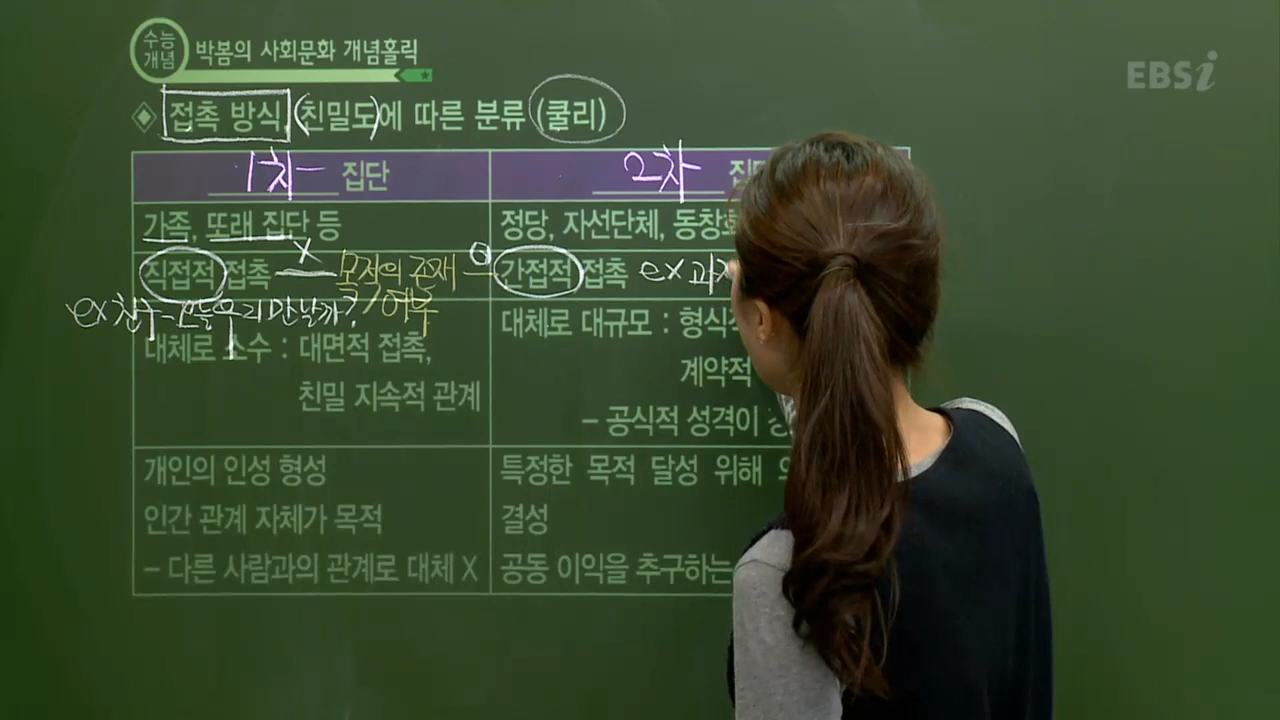 수능
개념
박봄의 사회문화 개념홀릭
EBSi
접촉 방식 (친밀도)에 따른 분류 (쿨리)
1차 집단
2차
가족, 또래 집단 등
정당, 자선단체, 동창회
직접적 접촉 X 목적의 존재 O
여부
간접적 접촉 ex
ex 친구 우리 만날까?
대체로 소수 : 대면적 접촉,
친밀 지속적 관계
대체로 대규모 :
계약적
- 공식적 성격이
개인의 인성 형성
인간 관계 자체가 목적
- 다른 사람과의 관계로 대체 X
특정한 목적 달성 위해
결성
공동 이익을 추구하는